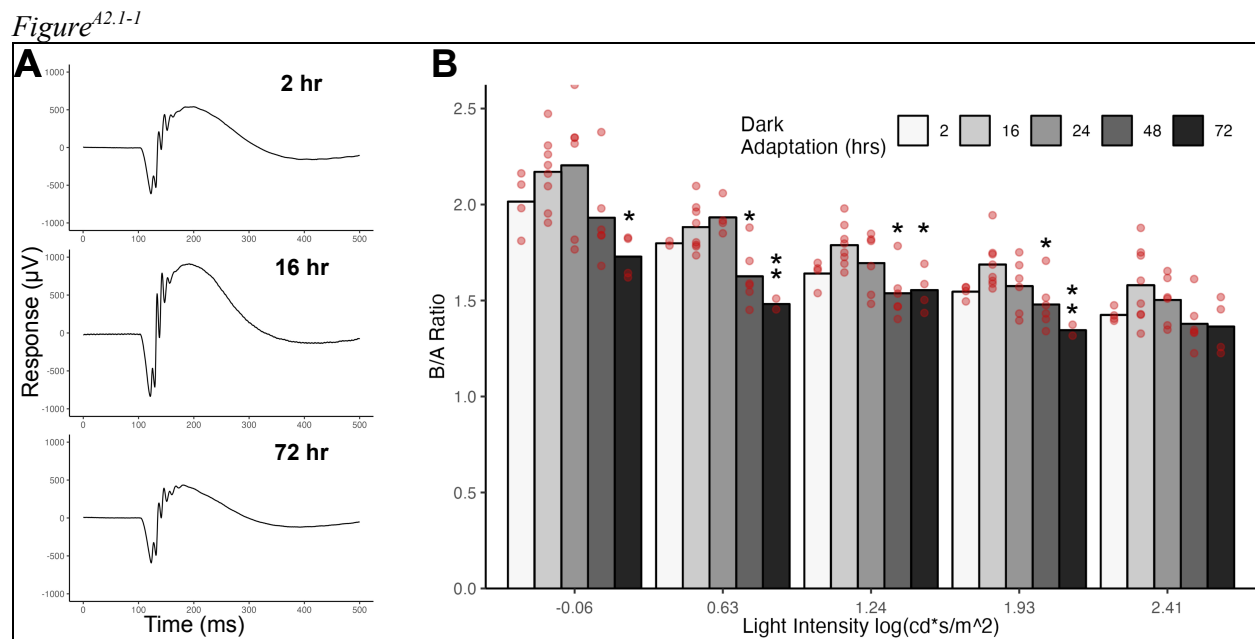 Figure^A2.1-1
A
B
2 hr
1000
500
0
-500
-1000
0 100 200 300 400 500
16 hr
1000
500
0
-500
-1000
0 100 200 300 400 500
72 hr
1000
500
0
-500
-1000
0 100 200 300 400 500
Response (µV)
Time (ms)
Dark
Adaptation (hrs)
2 16 24 48 72
2.5
2.0
1.5
1.0
0.5
0.0
B/A Ratio
* * ** * * * **
-0.06 0.63 1.24 1.93 2.41
Light Intensity log(cd*s/m^2)